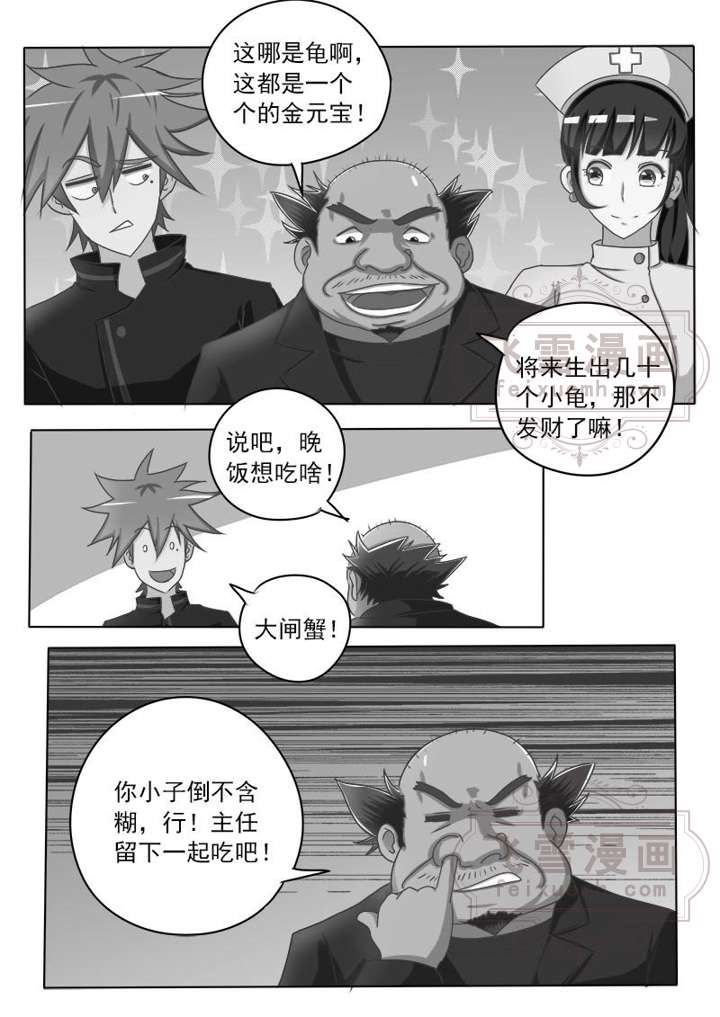 这哪是龟啊，
这都是一个
个的金元宝！
飞雪漫画
feixuemh.com
将来生出几十
个小龟，那不
发财了嘛！
说吧，晚
饭想吃啥！
大闸蟹！
你小子倒不含
糊，行！主任
留下一起吃吧！
飞雪漫画
feixuemh.com